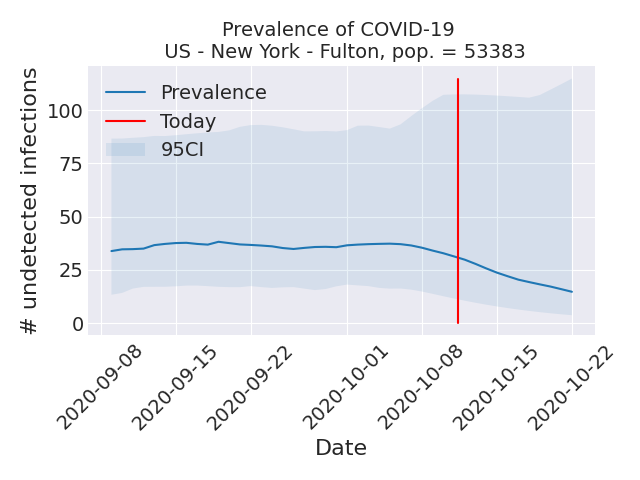 Prevalence of COVID-19
US - New York - Fulton, pop. = 53383
# undetected infections
100
75
50
25
0
Prevalence
Today
95CI
2020-09-08
2020-09-15
2020-09-22
2020-10-01
2020-10-08
2020-10-15
2020-10-22
Date